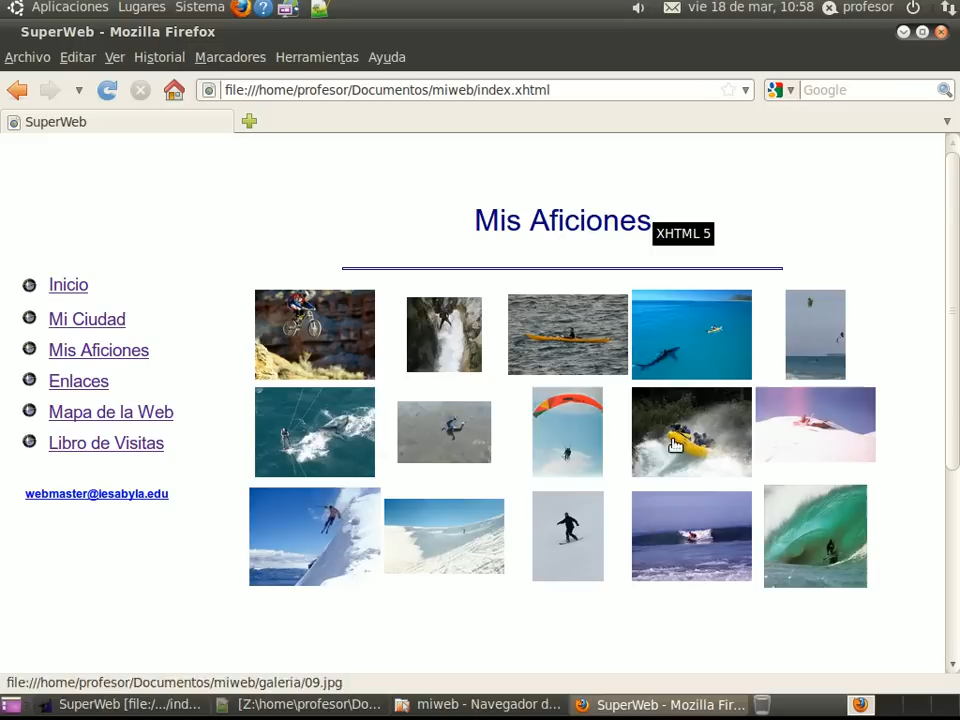 Aplicaciones Lugares Sistema vie 18 de mar, 10:58 profesor
SuperWeb - Mozilla Firefox
Archivo Editar Ver Historial Marcadores Herramientas Ayuda
file:///home/profesor/Documentos/miweb/index.xhtml Google
SuperWeb
Mis Aficiones
XHTML 5
Inicio
Mi Ciudad
Mis Aficiones
Enlaces
Mapa de la Web
Libro de Visitas
webmaster@iesabyla.edu
file:///home/profesor/Documentos/miweb/galeria/09.jpg
SuperWeb [file:/.../ind... [Z:\home\profesor\Do... miweb - Navegador d... SuperWeb - Mozilla Fir...